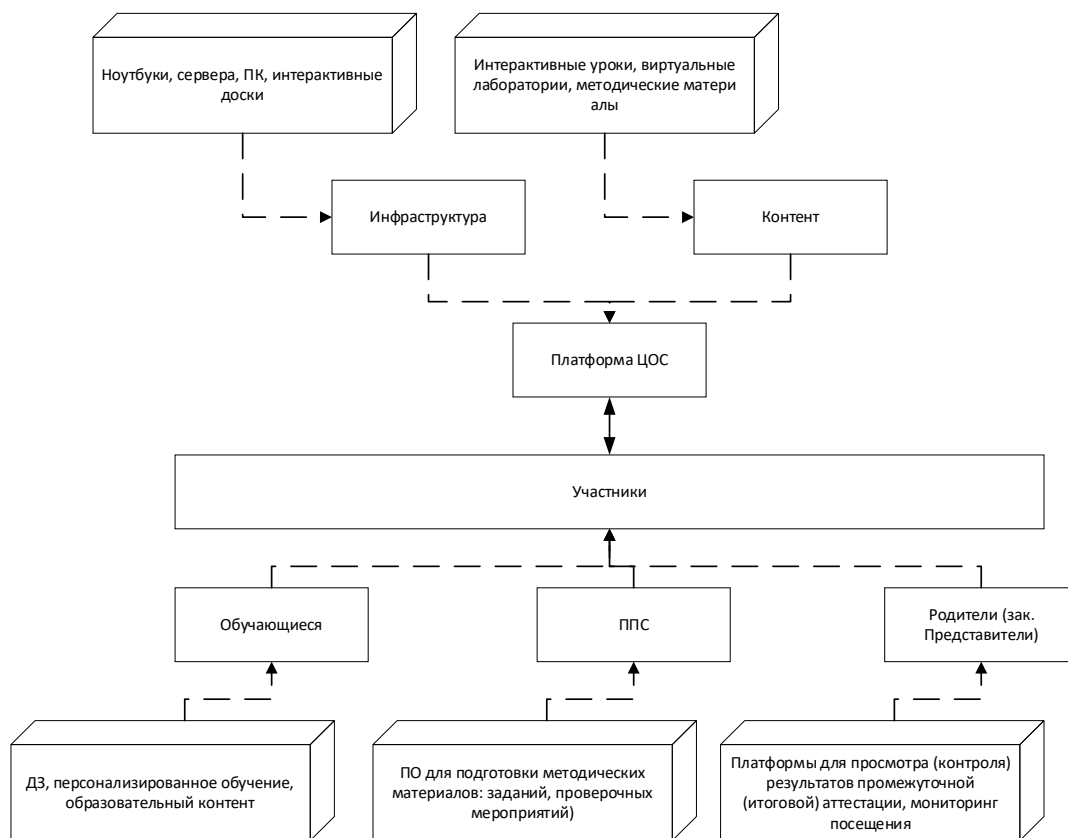 Ноутбуки, сервера, ПК, интерактивные
доски
Интерактивные уроки, виртуальные
лаборатории, методические матери
алы
Инфраструктура
Контент
Платформа ЦОС
Участники
Обучающиеся
ППС
Родители (зак.
Представители)
ДЗ, персонализированное обучение,
образовательный контент
ПО для подготовки методических
материалов: заданий, проверочных
мероприятий)
Платформы для просмотра (контроля)
результатов промежуточной
(итоговой) аттестации, мониторинг
посещения